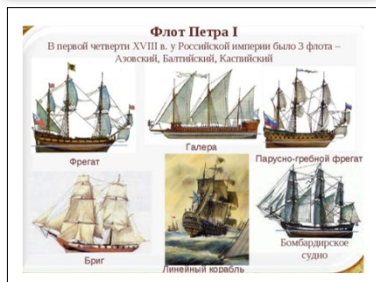 Флот Петра I
В первой четверти XVIII в. у Российской империи было 3 флота –
Азовский, Балтийский, Каспийский
Фрегат
Галера
Парусно-гребной фрегат
Бриг
Линейный корабль
Бомбардирское
судно